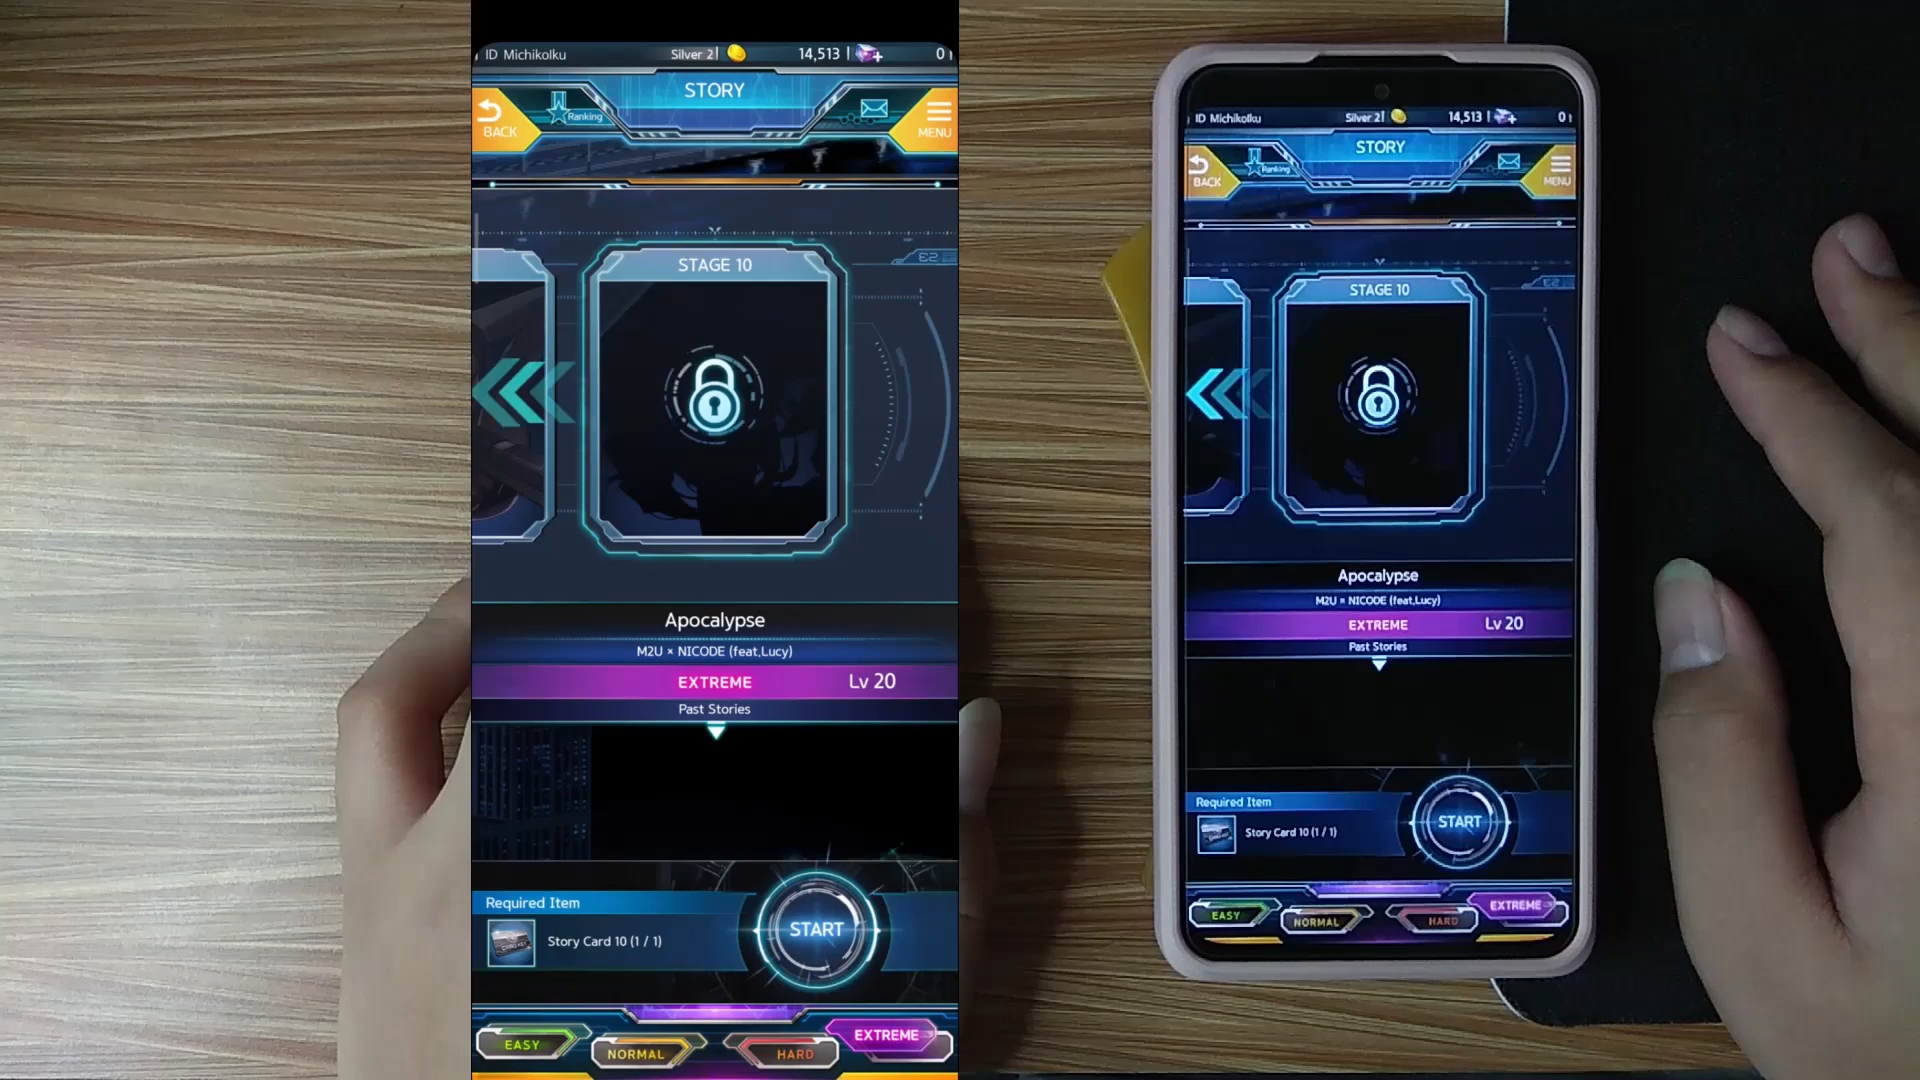 ID MichikoIku Silver 2 14,513 0
STORY
BACK
Ranking
MENU
STAGE 10
Apocalypse
M2U × NICODE (feat,Lucy)
EXTREME Lv 20
Past Stories
Required Item
Story Card 10 (1 / 1)
START
EASY
NORMAL
HARD
EXTREME
ID MichikoIku Silver 2 14,513 0
STORY
BACK
Ranking
MENU
STAGE 10
Apocalypse
M2U × NICODE (feat,Lucy)
EXTREME Lv 20
Past Stories
Required Item
Story Card 10 (1 / 1)
START
EASY
NORMAL
HARD
EXTREME